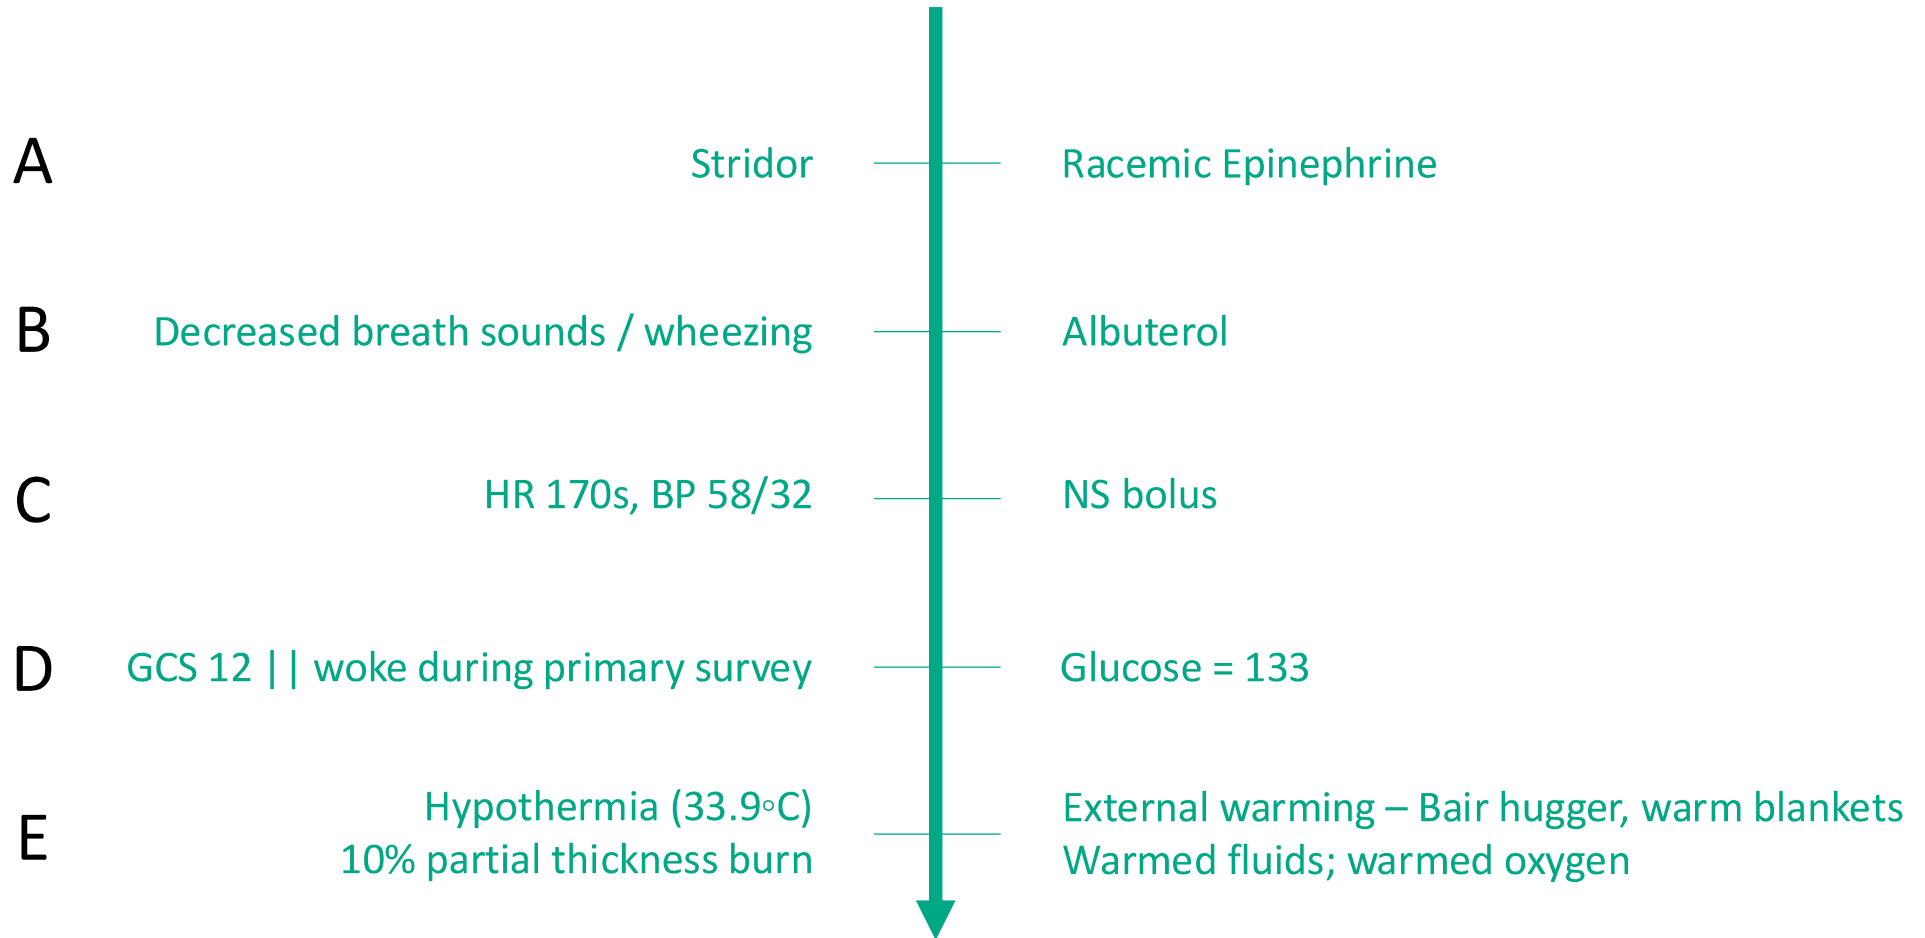 A
Stridor
Racemic Epinephrine
B
Decreased breath sounds / wheezing
Albuterol
C
HR 170s, BP 58/32
NS bolus
D
GCS 12 || woke during primary survey
Glucose = 133
E
Hypothermia (33.9◦C)
10% partial thickness burn
External warming – Bair hugger, warm blankets
Warmed fluids; warmed oxygen